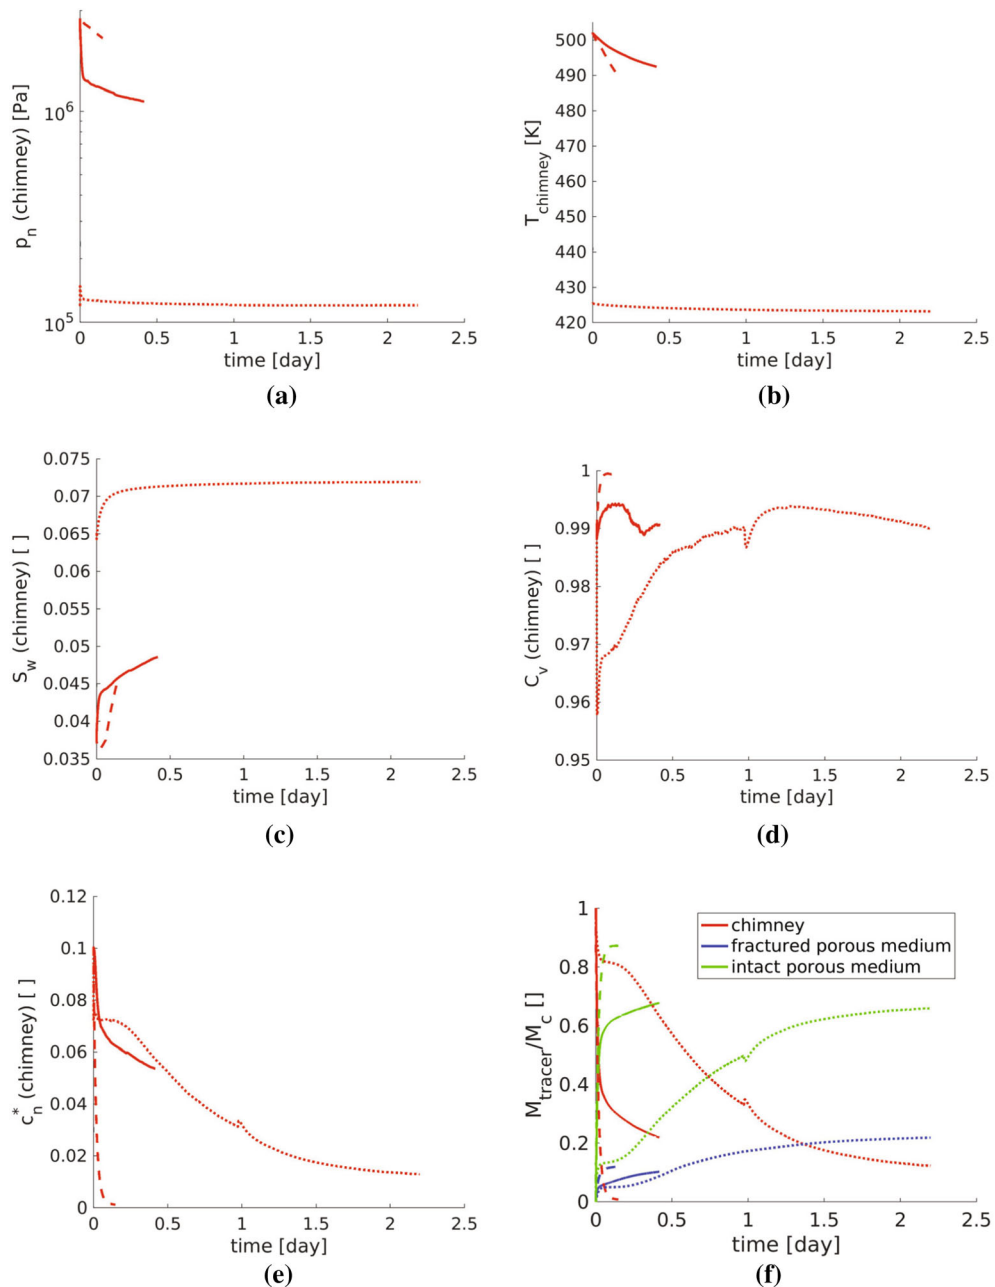 p_n (chimney) [Pa]
10^6
10^5
0 0.5 1 1.5 2 2.5
time [day]
(a)
T_chimney [K]
500
490
480
470
460
450
440
430
420
0 0.5 1 1.5 2 2.5
time [day]
(b)
S_w (chimney) [ ]
0.075
0.07
0.065
0.06
0.055
0.05
0.045
0.04
0.035
0 0.5 1 1.5 2 2.5
time [day]
(c)
C_v (chimney) [ ]
1
0.99
0.98
0.97
0.96
0.95
0 0.5 1 1.5 2 2.5
time [day]
(d)
c_n^* (chimney) [ ]
0.12
0.1
0.08
0.06
0.04
0.02
0
0 0.5 1 1.5 2 2.5
time [day]
(e)
M_tracer/M_c []
1
0.8
0.6
0.4
0.2
0
chimney
fractured porous medium
intact porous medium
0 0.5 1 1.5 2 2.5
time [day]
(f)